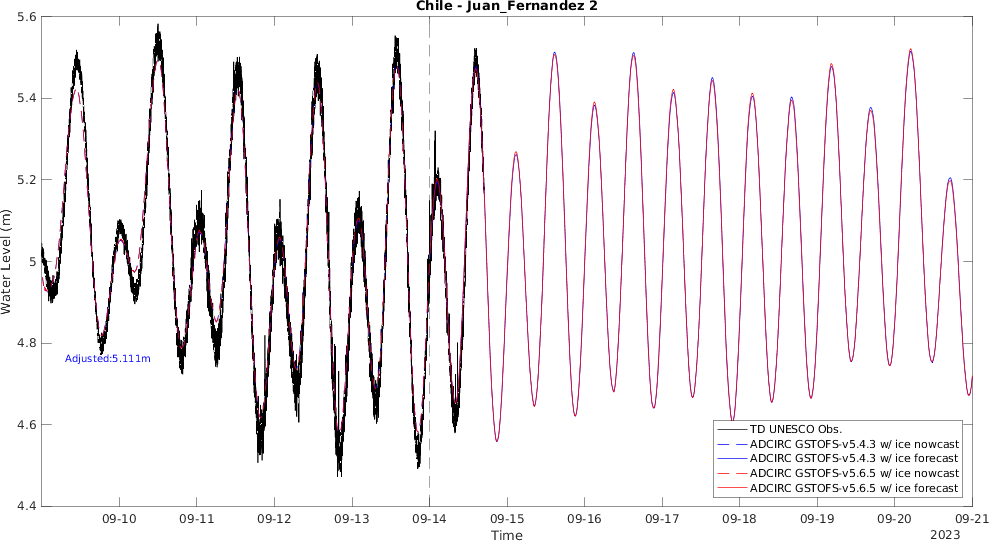 Chile - Juan_Fernandez 2
5.6
5.4
5.2
5
4.8
4.6
4.4
Water Level (m)
Adjusted:5.111m
TD UNESCO Obs.
ADCIRC GSTOFS-v5.4.3 w/ ice nowcast
ADCIRC GSTOFS-v5.4.3 w/ ice forecast
ADCIRC GSTOFS-v5.6.5 w/ ice nowcast
ADCIRC GSTOFS-v5.6.5 w/ ice forecast
09-10 09-11 09-12 09-13 09-14 09-15 09-16 09-17 09-18 09-19 09-20 09-21
Time
2023